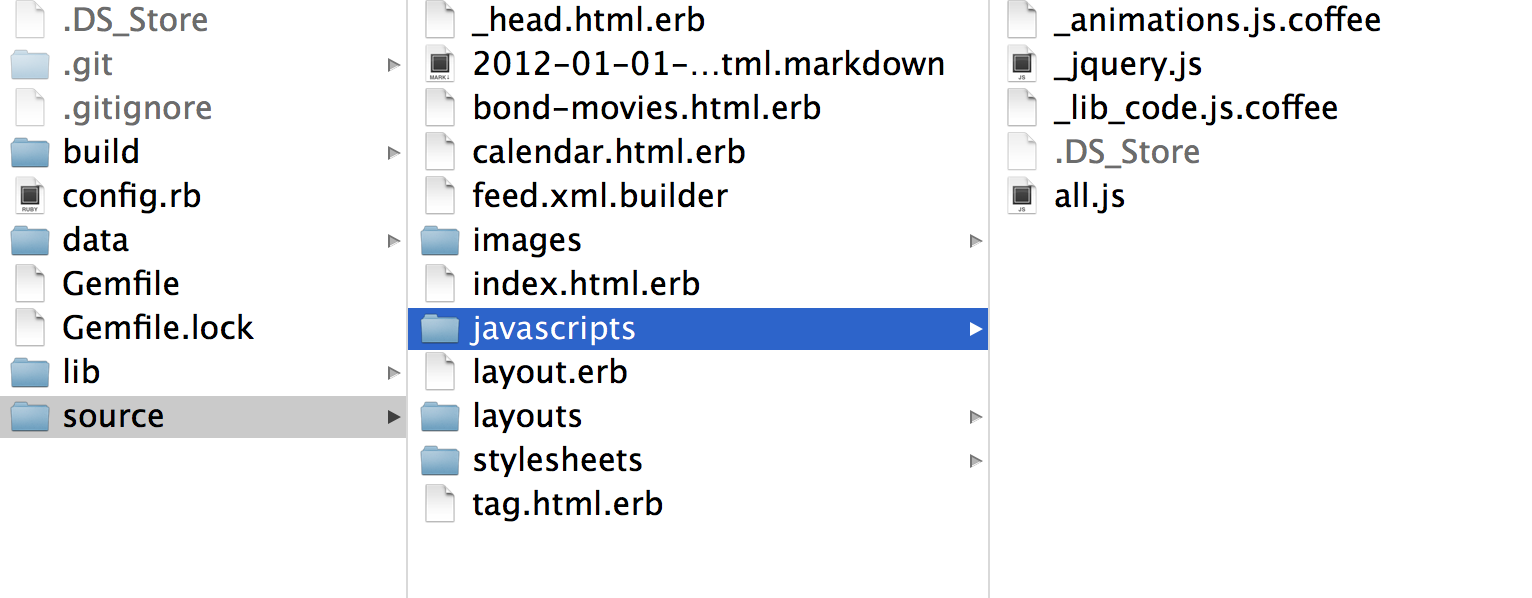 .DS_Store
.git
.gitignore
build
config.rb
RUBY
data
Gemfile
Gemfile.lock
lib
source
_head.html.erb
2012-01-01-...tml.markdown
MARK↓
bond-movies.html.erb
calendar.html.erb
feed.xml.builder
images
index.html.erb
javascripts
layout.erb
layouts
stylesheets
tag.html.erb
_animations.js.coffee
_jquery.js
JS
_lib_code.js.coffee
.DS_Store
all.js
JS